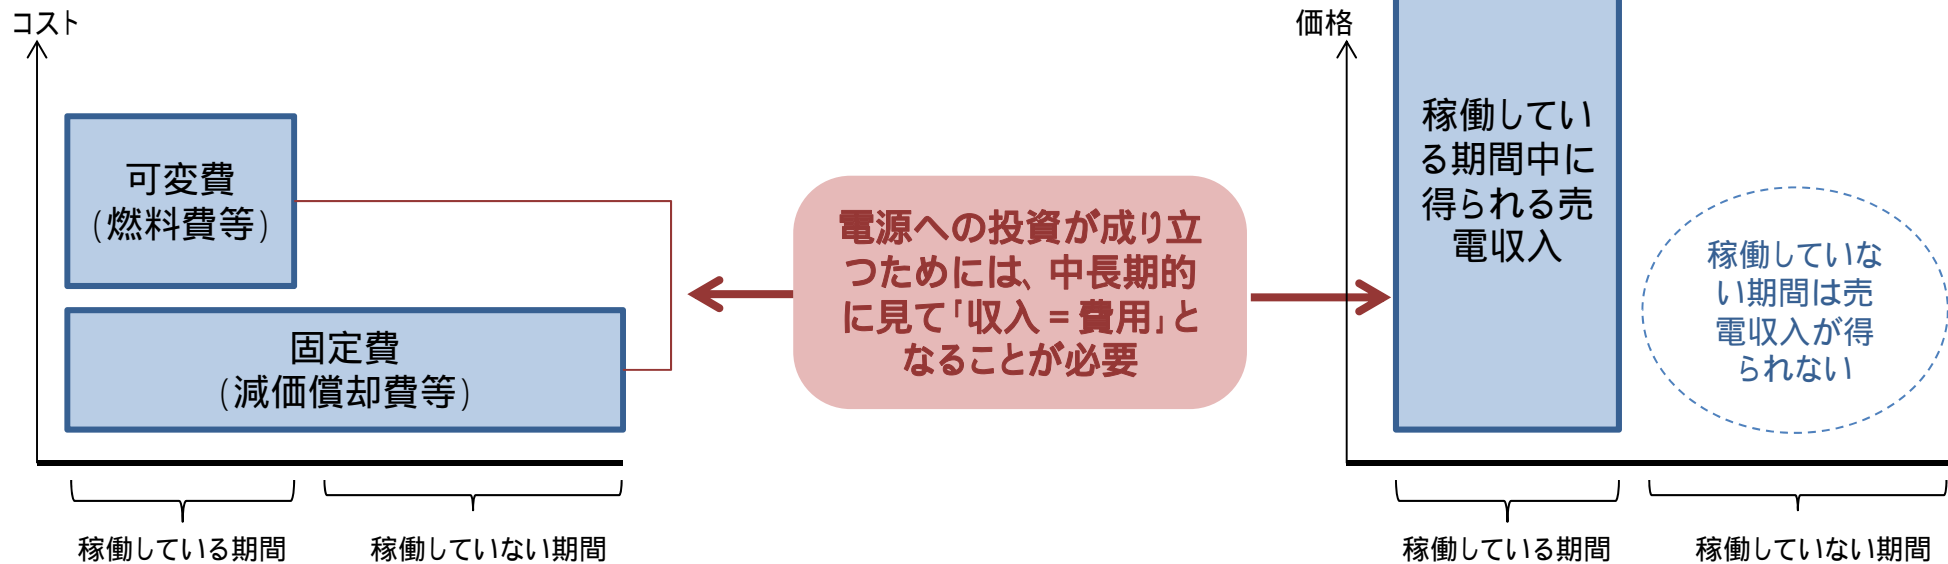 コスト
可変費
(燃料費等)
固定費
(減価償却費等)
稼働している期間
稼働していない期間
電源への投資が成り立
つためには、中長期的
に見て「収入=費用」と
なることが必要
価格
稼働してい
る期間中に
得られる売
電収入
稼働していな
い期間は売
電収入が得
られない
稼働している期間
稼働していない期間